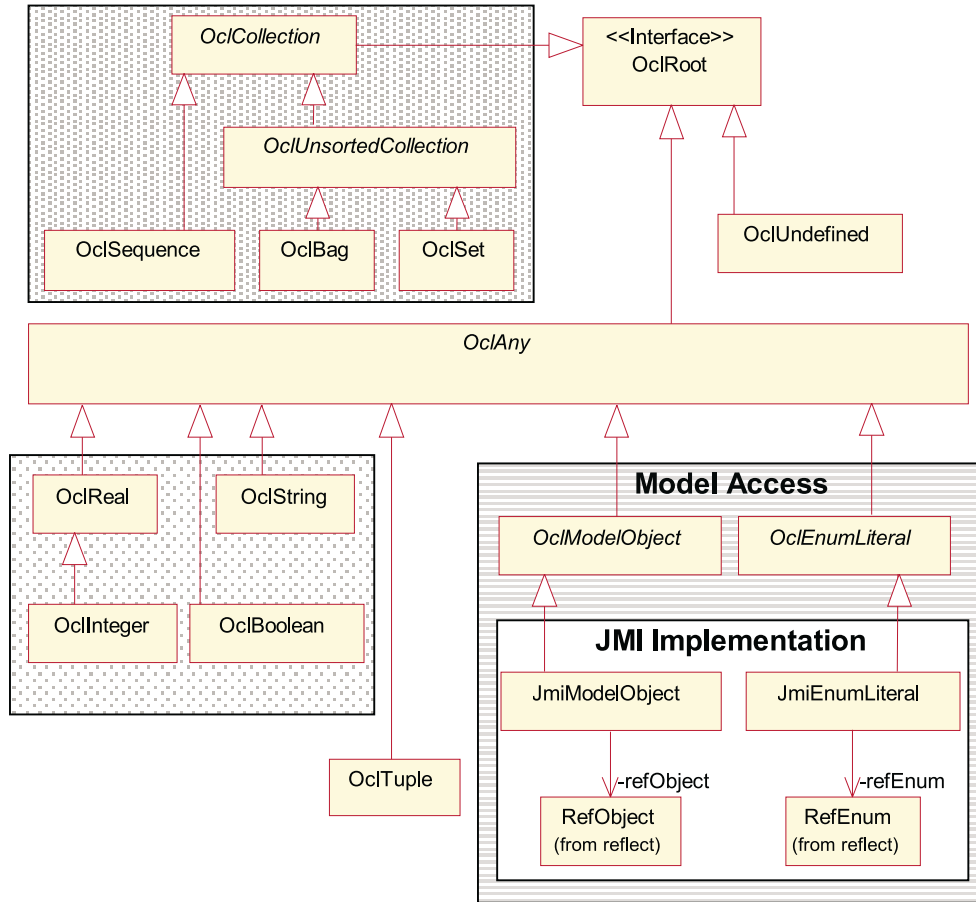 OclCollection
<<Interface>>
OclRoot
OclUnsortedCollection
OclSequence
OclBag
OclSet
OclUndefined
OclAny
OclReal
OclString
OclInteger
OclBoolean
OclTuple
Model Access
OclModelObject
OclEnumLiteral
JMI Implementation
JmiModelObject
JmiEnumLiteral
-refObject
-refEnum
RefObject
(from reflect)
RefEnum
(from reflect)